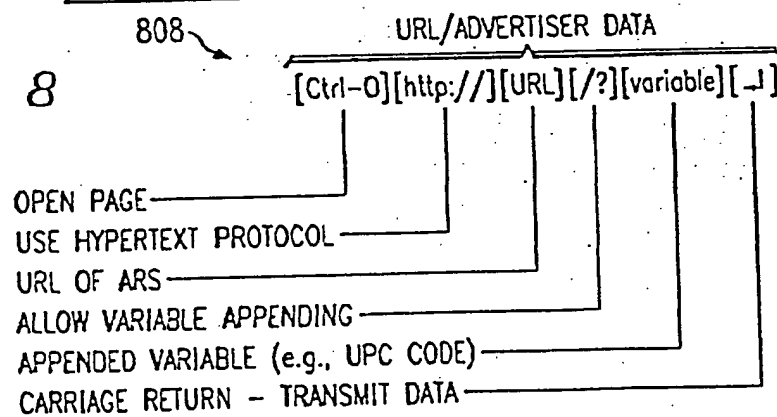 808
URL/ADVERTISER DATA
8
[Ctrl-O][http://][URL][/?][variable][↵]
OPEN PAGE
USE HYPERTEXT PROTOCOL
URL OF ARS
ALLOW VARIABLE APPENDING
APPENDED VARIABLE (e.g., UPC CODE)
CARRIAGE RETURN - TRANSMIT DATA